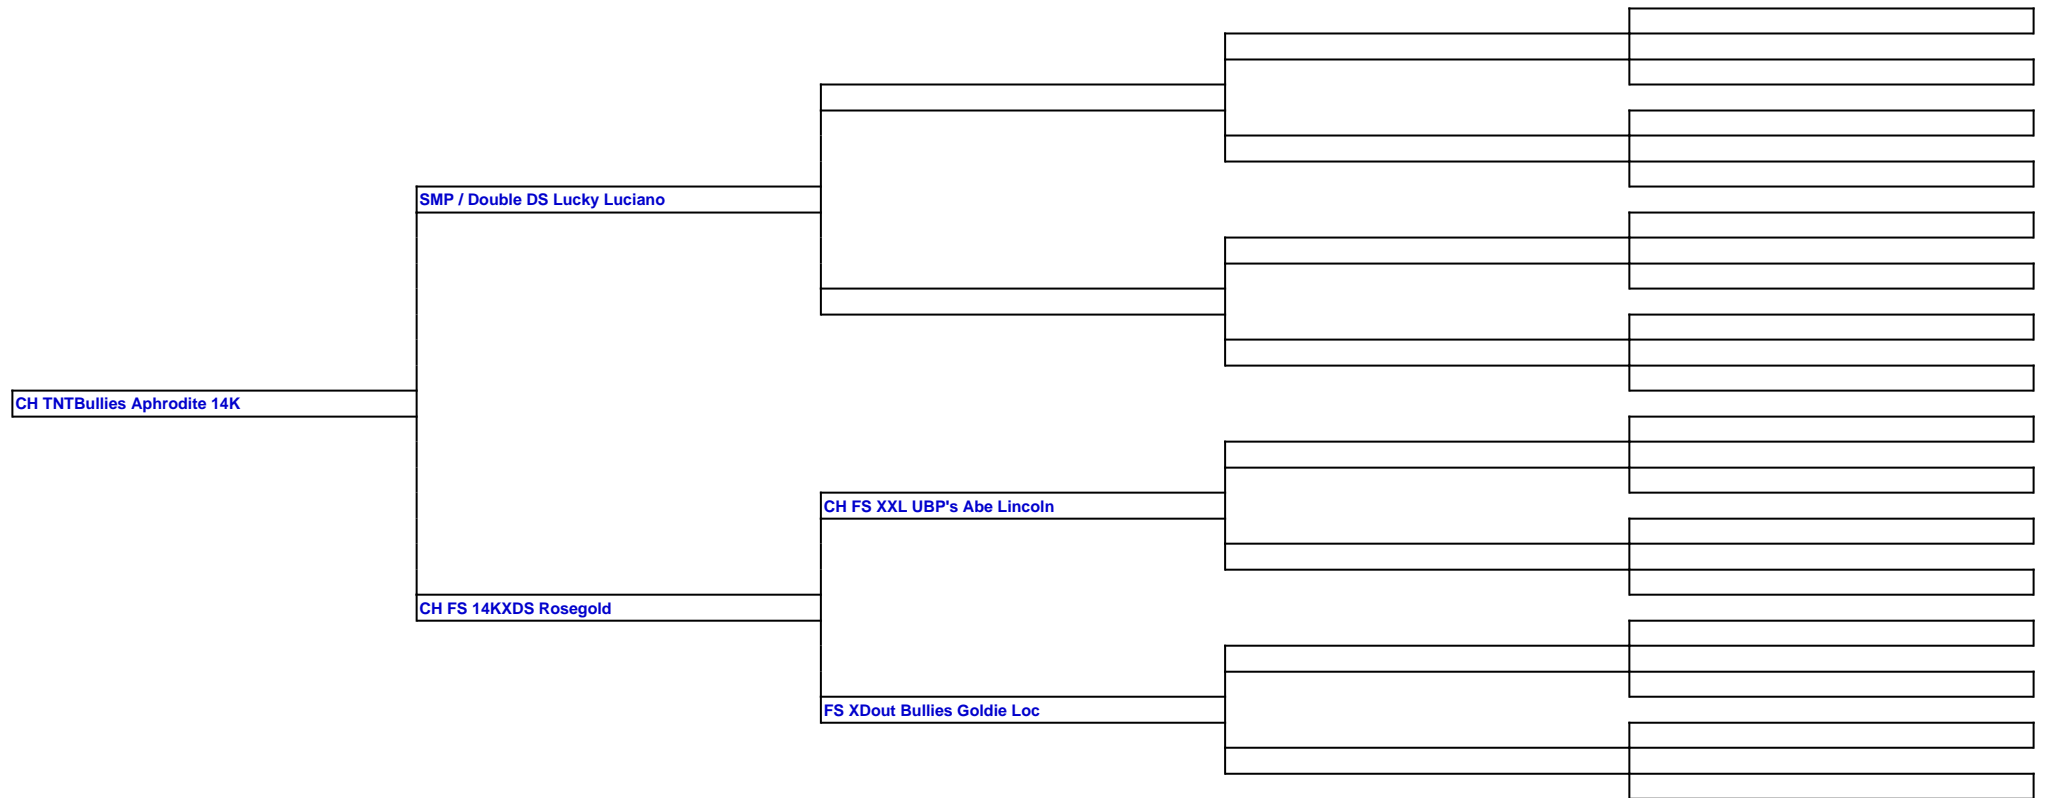 SMP / Double DS Lucky Luciano
CH TNTBullies Aphrodite 14K
CH FS XXL UBP's Abe Lincoln
CH FS 14KXDS Rosegold
FS XDout Bullies Goldie Loc